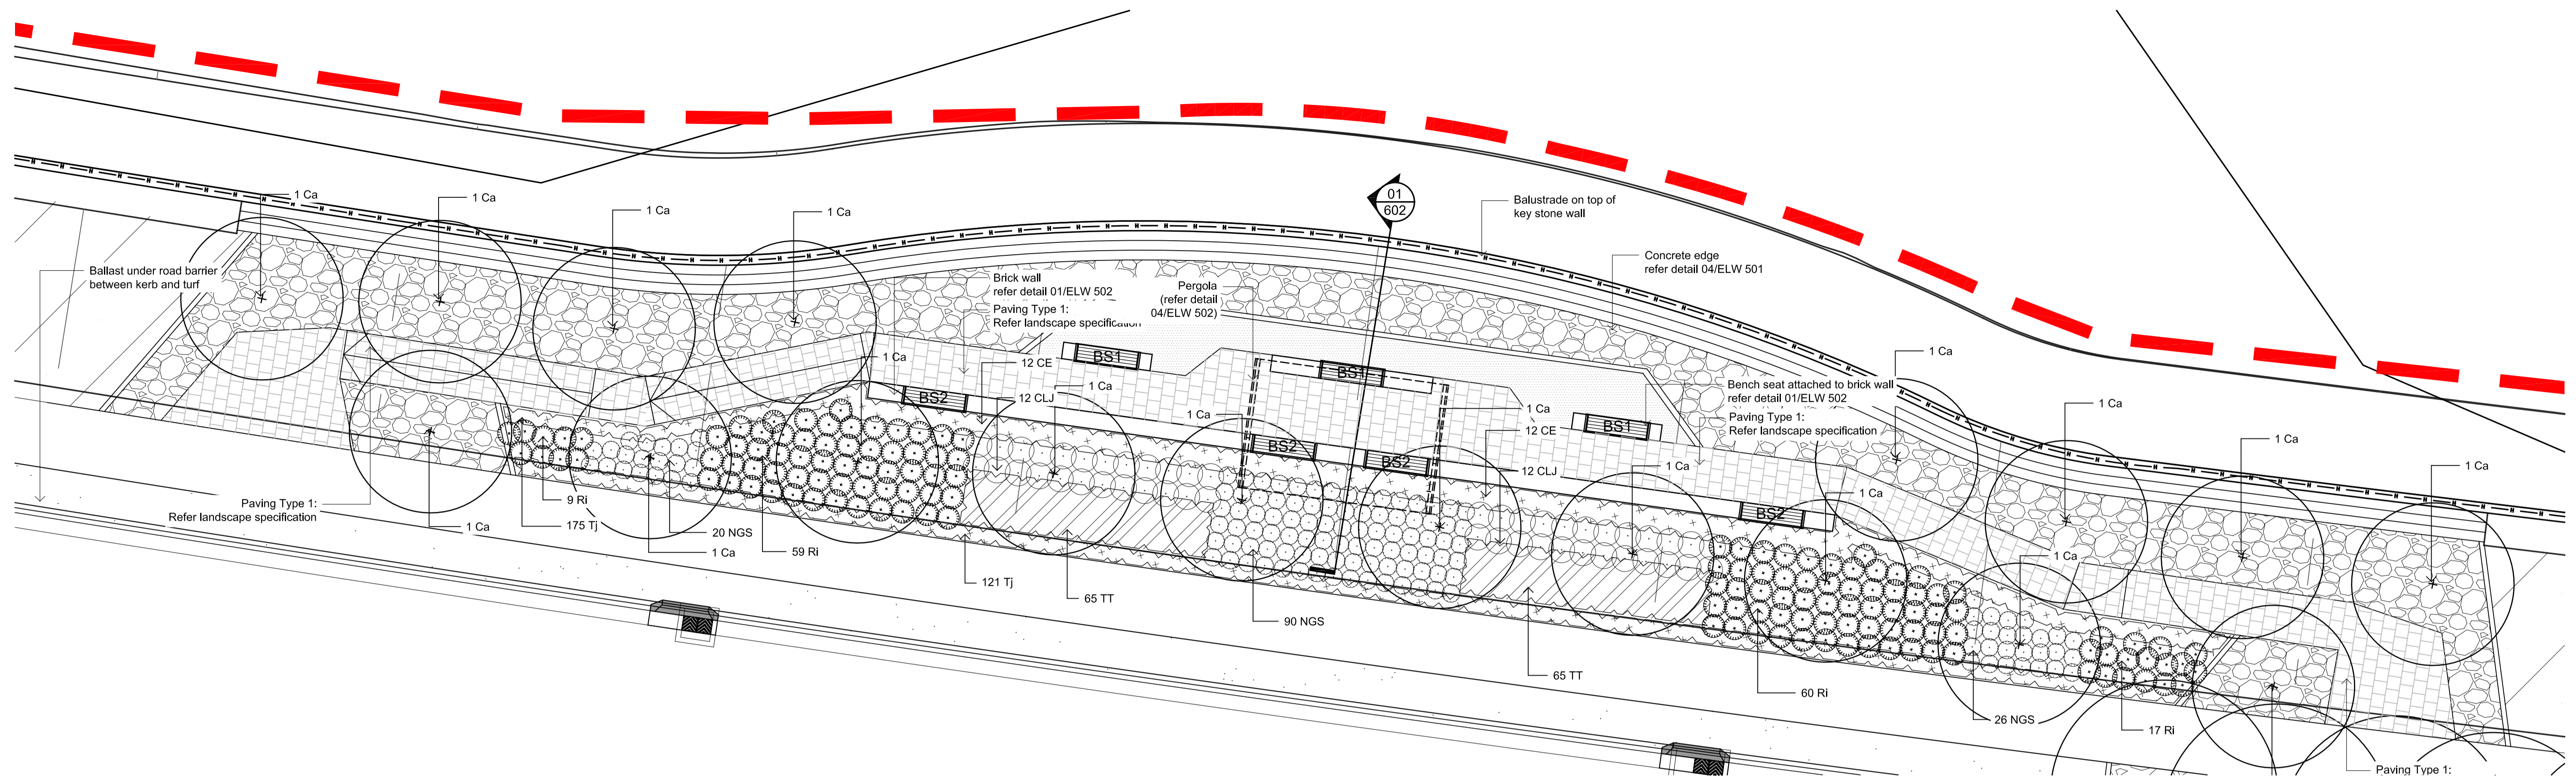 1 Ca
1 Ca
1 Ca
1 Ca
01
602
Balustrade on top of
key stone wall
Concrete edge
refer detail 04/ELW 501
Ballast under road barrier
between kerb and turf
Brick wall
refer detail 01/ELW 502
Paving Type 1:
Refer landscape specification
Pergola
(refer detail
04/ELW 502)
1 Ca
12 CE
12 CLJ
1 Ca
BS1
BS1
BS1
BS2
BS2
BS2
BS2
1 Ca
1 Ca
12 CE
12 CLJ
1 Ca
1 Ca
Bench seat attached to brick wall
refer detail 01/ELW 502
Paving Type 1:
Refer landscape specification
1 Ca
1 Ca
1 Ca
1 Ca
1 Ca
Paving Type 1:
Refer landscape specification
1 Ca
9 Ri
175 Tj
20 NGS
1 Ca
59 Ri
121 Tj
65 TT
90 NGS
65 TT
60 Ri
26 NGS
17 Ri
Paving Type 1: